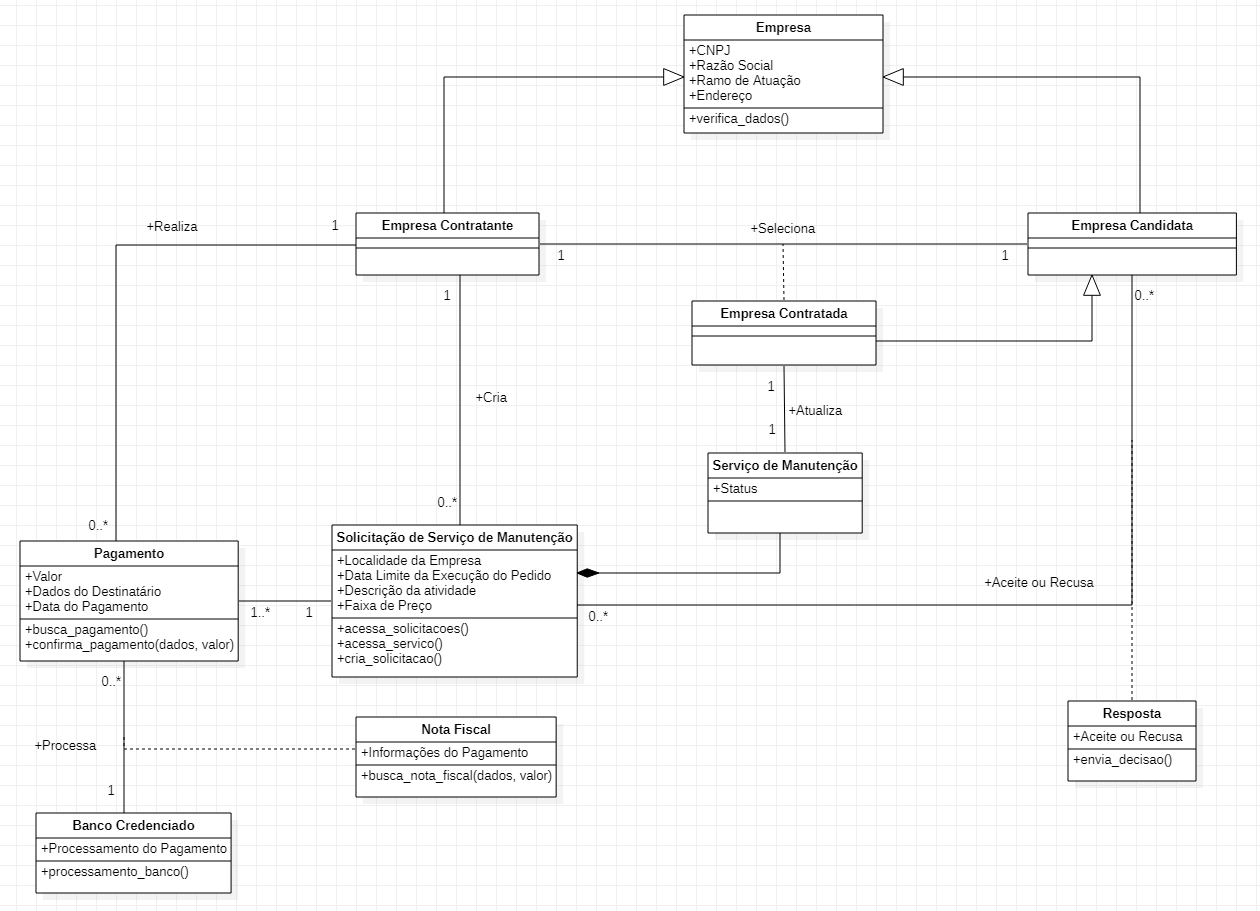 Empresa
+CNPJ
+Razão Social
+Ramo de Atuação
+Endereço
+verifica_dados()
+Realiza
1
Empresa Contratante
1
+Seleciona
1
Empresa Candidata
1
0..*
Empresa Contratada
1
+Atualiza
1
+Cria
Serviço de Manutenção
+Status
0..*
0..*
Pagamento
+Valor
+Dados do Destinatário
+Data do Pagamento
+busca_pagamento()
+confirma_pagamento(dados, valor)
1..*
1
Solicitação de Serviço de Manutenção
+Localidade da Empresa
+Data Limite da Execução do Pedido
+Descrição da atividade
+Faixa de Preço
+acessa_solicitacoes()
+acessa_servico()
+cria_solicitacao()
0..*
+Aceite ou Recusa
0..*
+Processa
1
Nota Fiscal
+Informações do Pagamento
+busca_nota_fiscal(dados, valor)
Resposta
+Aceite ou Recusa
+envia_decisao()
Banco Credenciado
+Processamento do Pagamento
+processamento_banco()